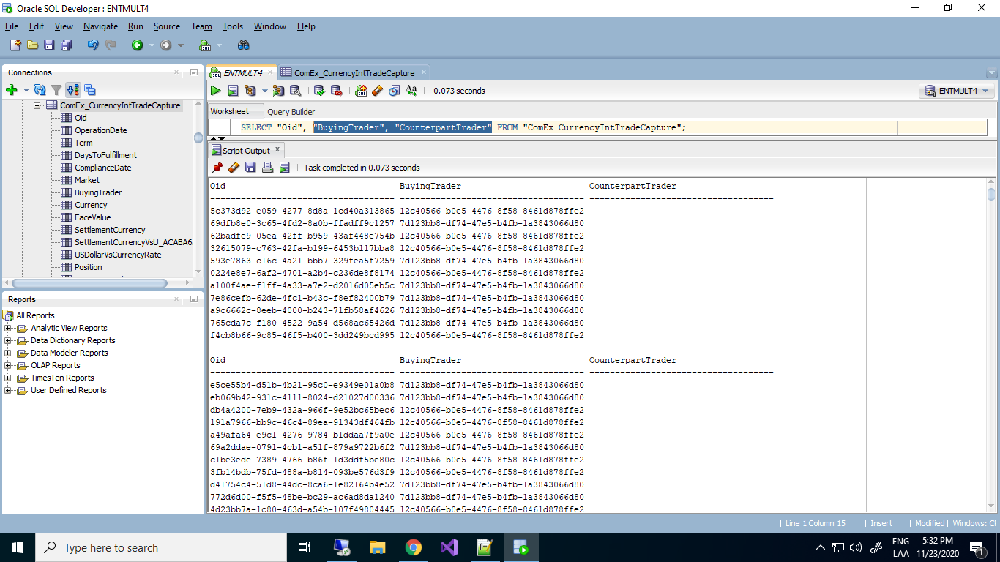 Oracle SQL Developer : ENTMULT4
File Edit View Navigate Run Source Team Tools Window Help
Connections
ComEx_CurrencyIntTradeCapture
Oid
OperationDate
Term
DaysToFulfillment
ComplianceDate
Market
BuyingTrader
Currency
FaceValue
SettlementCurrency
SettlementCurrencyVsU_ACABA6
USDollarVsCurrencyRate
Position
Reports
All Reports
Analytic View Reports
Data Dictionary Reports
Data Modeler Reports
OLAP Reports
TimesTen Reports
User Defined Reports
ENTMULT4 ComEx_CurrencyIntTradeCapture
0.073 seconds ENTMULT4
Worksheet Query Builder
SELECT "Oid", "BuyingTrader", "CounterpartTrader" FROM "ComEx_CurrencyIntTradeCapture";
Script Output
Task completed in 0.073 seconds
Oid BuyingTrader CounterpartTrader
------------------------------------ ------------------------------------ ------------------------------------
5c373d92-e059-4277-8d8a-1cd40a313865 12c40566-b0e5-4476-8f58-8461d878ffe2
69dfb8e0-3c65-4fd2-8a0b-ffadff9c1257 7d123bb8-df74-47e5-b4fb-1a3843066d80
62badfe9-05ea-42ff-b959-43af448e754b 12c40566-b0e5-4476-8f58-8461d878ffe2
32615079-c763-42fa-b199-6453b117bba8 12c40566-b0e5-4476-8f58-8461d878ffe2
593e7863-c16c-4a21-bbb7-329fea5f7259 7d123bb8-df74-47e5-b4fb-1a3843066d80
0224e8e7-6af2-4701-a2b4-c236de8f8174 12c40566-b0e5-4476-8f58-8461d878ffe2
a100f4ae-f1ff-4a33-a7e2-d2016d05eb5c 7d123bb8-df74-47e5-b4fb-1a3843066d80
7e86cefb-62de-4fc1-b43c-f8ef82400b79 7d123bb8-df74-47e5-b4fb-1a3843066d80
a9c6662c-8eeb-4000-b243-71fb58af4626 7d123bb8-df74-47e5-b4fb-1a3843066d80
765cda7c-f180-4522-9a54-d568ac65426d 7d123bb8-df74-47e5-b4fb-1a3843066d80
f4cb8b66-9c85-46f5-b400-3dd249bcd995 12c40566-b0e5-4476-8f58-8461d878ffe2
Oid BuyingTrader CounterpartTrader
------------------------------------ ------------------------------------ ------------------------------------
e5ce55b4-d51b-4b21-95c0-e9349e01a0b8 7d123bb8-df74-47e5-b4fb-1a3843066d80
eb069b42-931c-4111-8024-d21027d00336 7d123bb8-df74-47e5-b4fb-1a3843066d80
db4a4200-7eb9-432a-966f-9e52bc65bec6 12c40566-b0e5-4476-8f58-8461d878ffe2
191a7966-bb9c-46c4-89ea-91343df464fb 12c40566-b0e5-4476-8f58-8461d878ffe2
a49afa64-e9c1-4276-9784-b1ddaa7f9a0e 12c40566-b0e5-4476-8f58-8461d878ffe2
69a2ddae-0791-4cb1-a51f-879a9722b6f2 7d123bb8-df74-47e5-b4fb-1a3843066d80
c1be3ede-7389-4766-b86f-1d3ddf5be80c 12c40566-b0e5-4476-8f58-8461d878ffe2
3fb14bdb-75fd-488a-b814-093be576d3f9 12c40566-b0e5-4476-8f58-8461d878ffe2
d41754c4-51d8-44dc-8ca6-1e82164b4e52 7d123bb8-df74-47e5-b4fb-1a3843066d80
772d6d00-f5f5-48be-bc29-ac6ad8da1240 7d123bb8-df74-47e5-b4fb-1a3843066d80
4d23bb7a-1c80-463d-a54b-107f49804445 12c40566-b0e5-4476-8f58-8461d878ffe2
Line 1 Column 15 Insert Modified Windows: CF
Type here to search
ENG
LAA
5:32 PM
11/23/2020
1